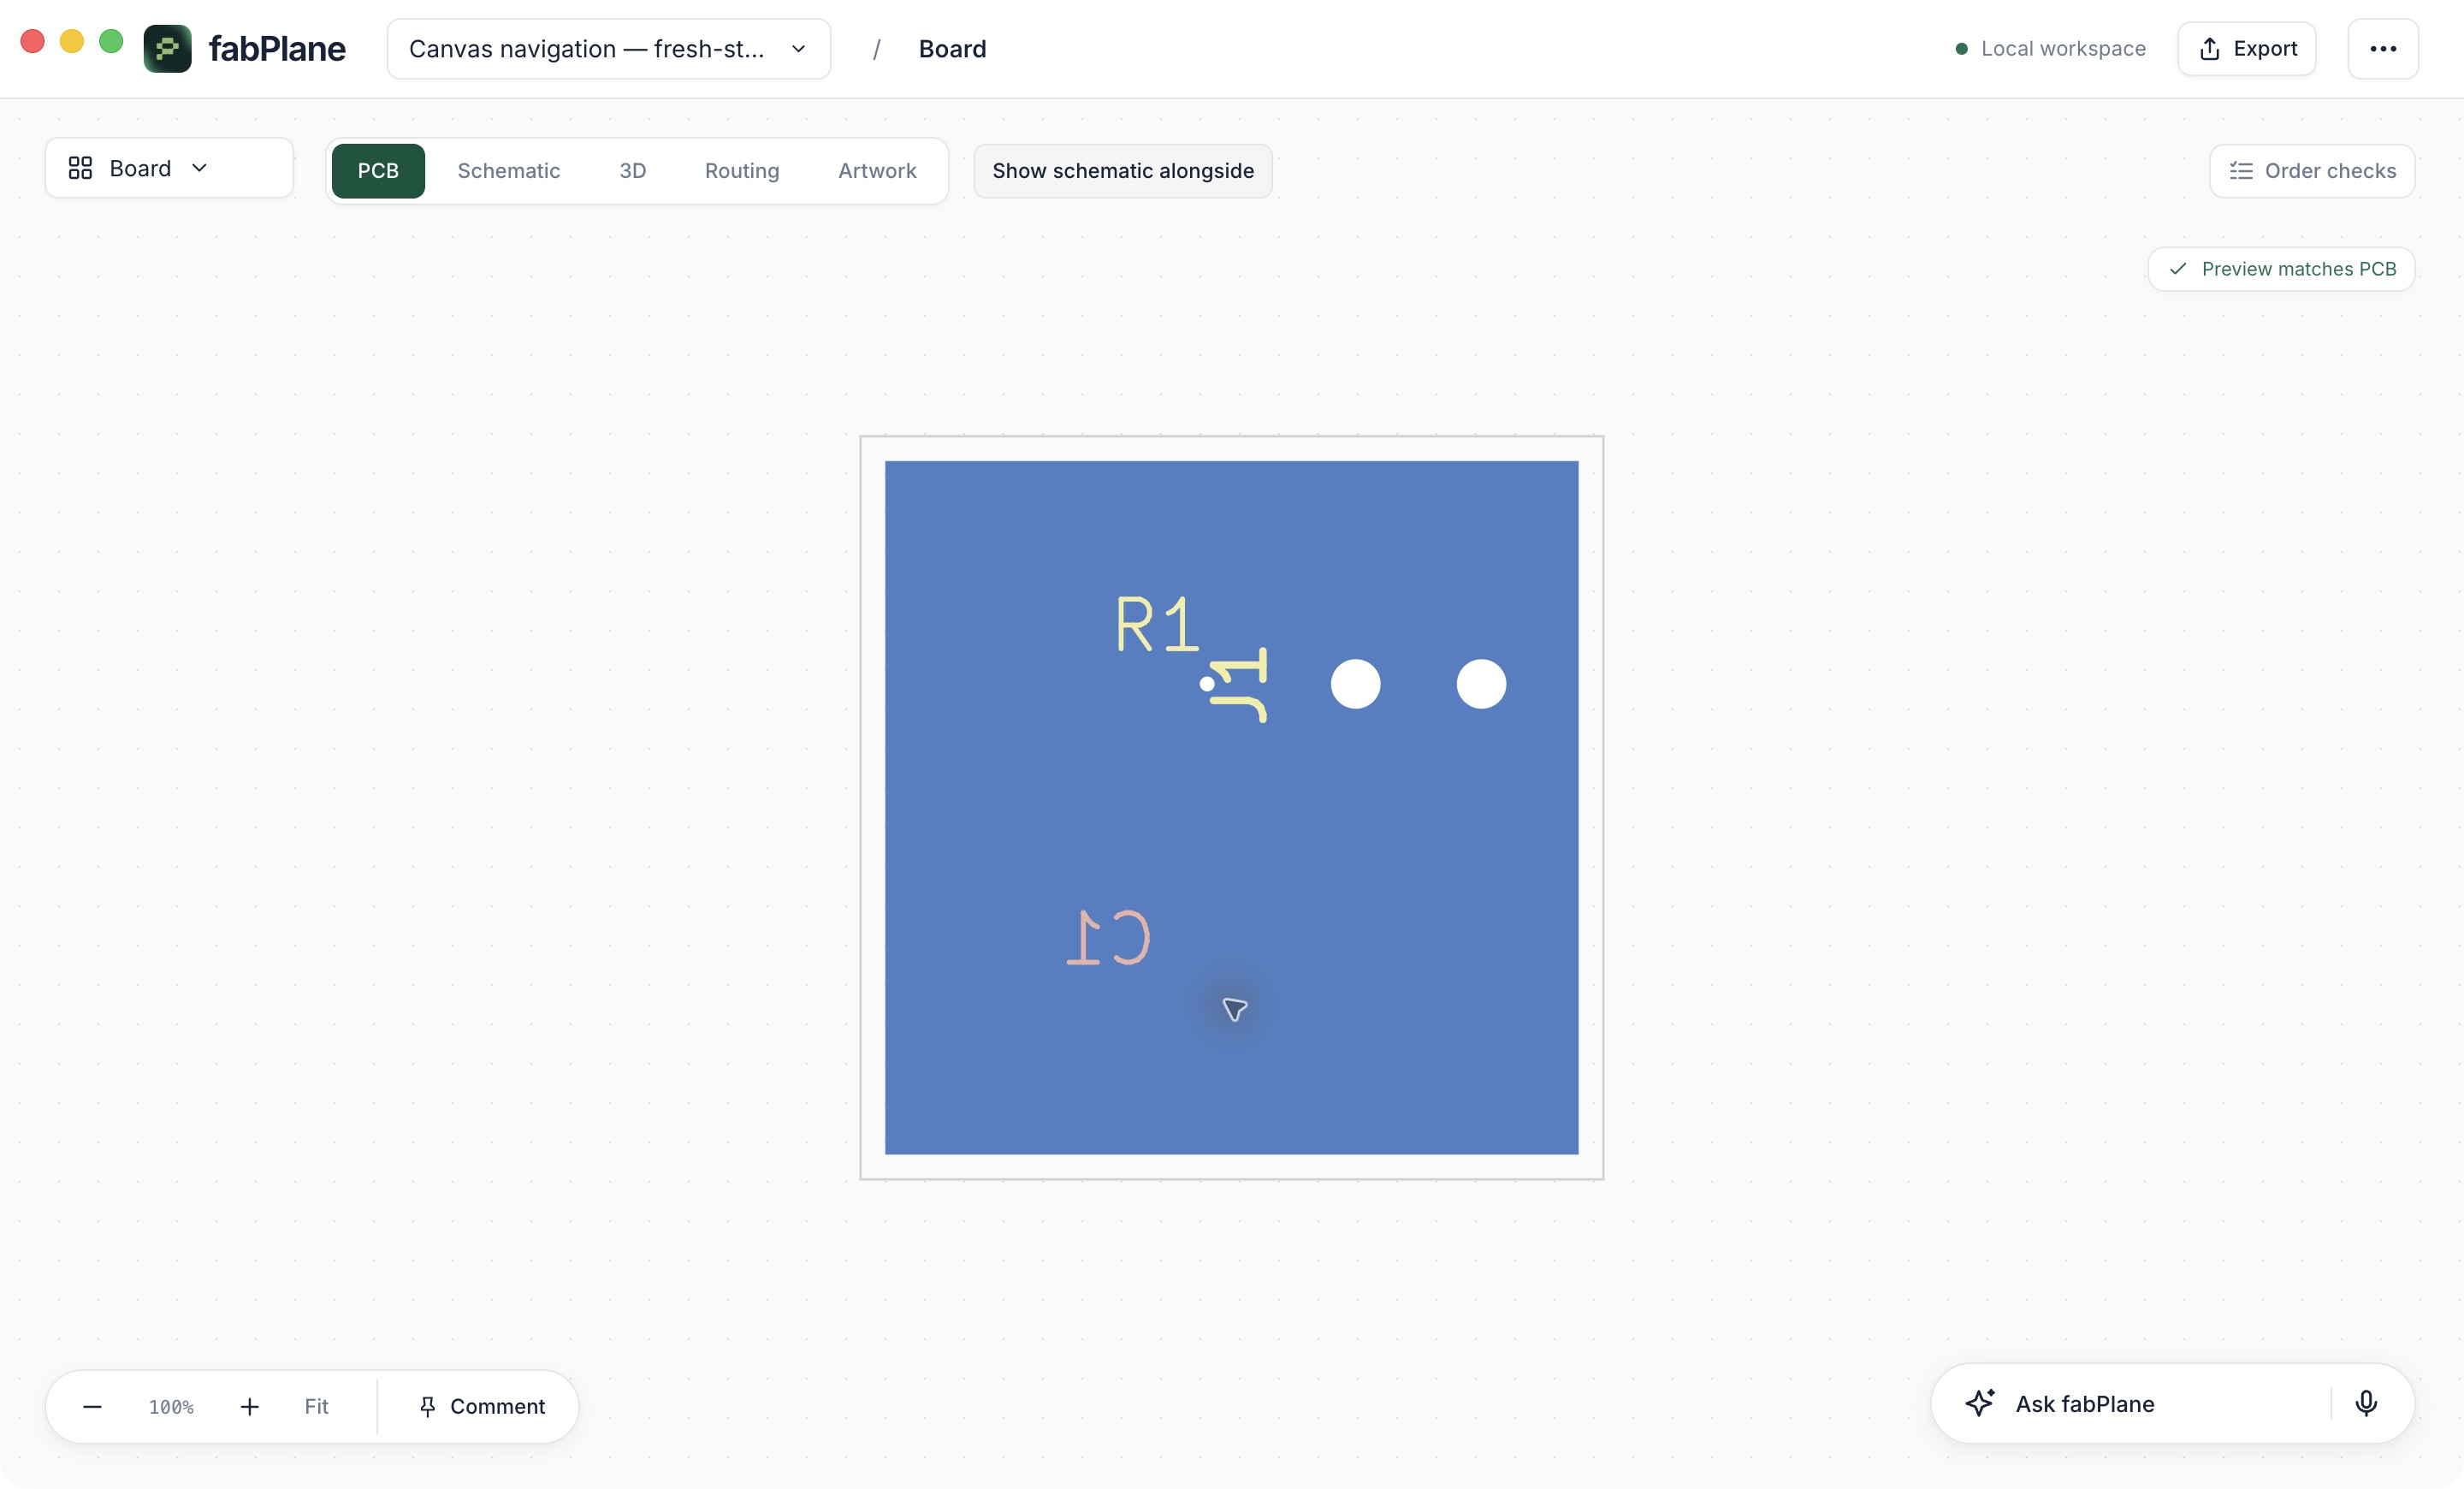 fabPlane
Canvas navigation — fresh-st...
/
Board
Local workspace
Export
Board
PCB
Schematic
3D
Routing
Artwork
Show schematic alongside
Order checks
Preview matches PCB
R1
J1
C1
100%
Fit
Comment
Ask fabPlane